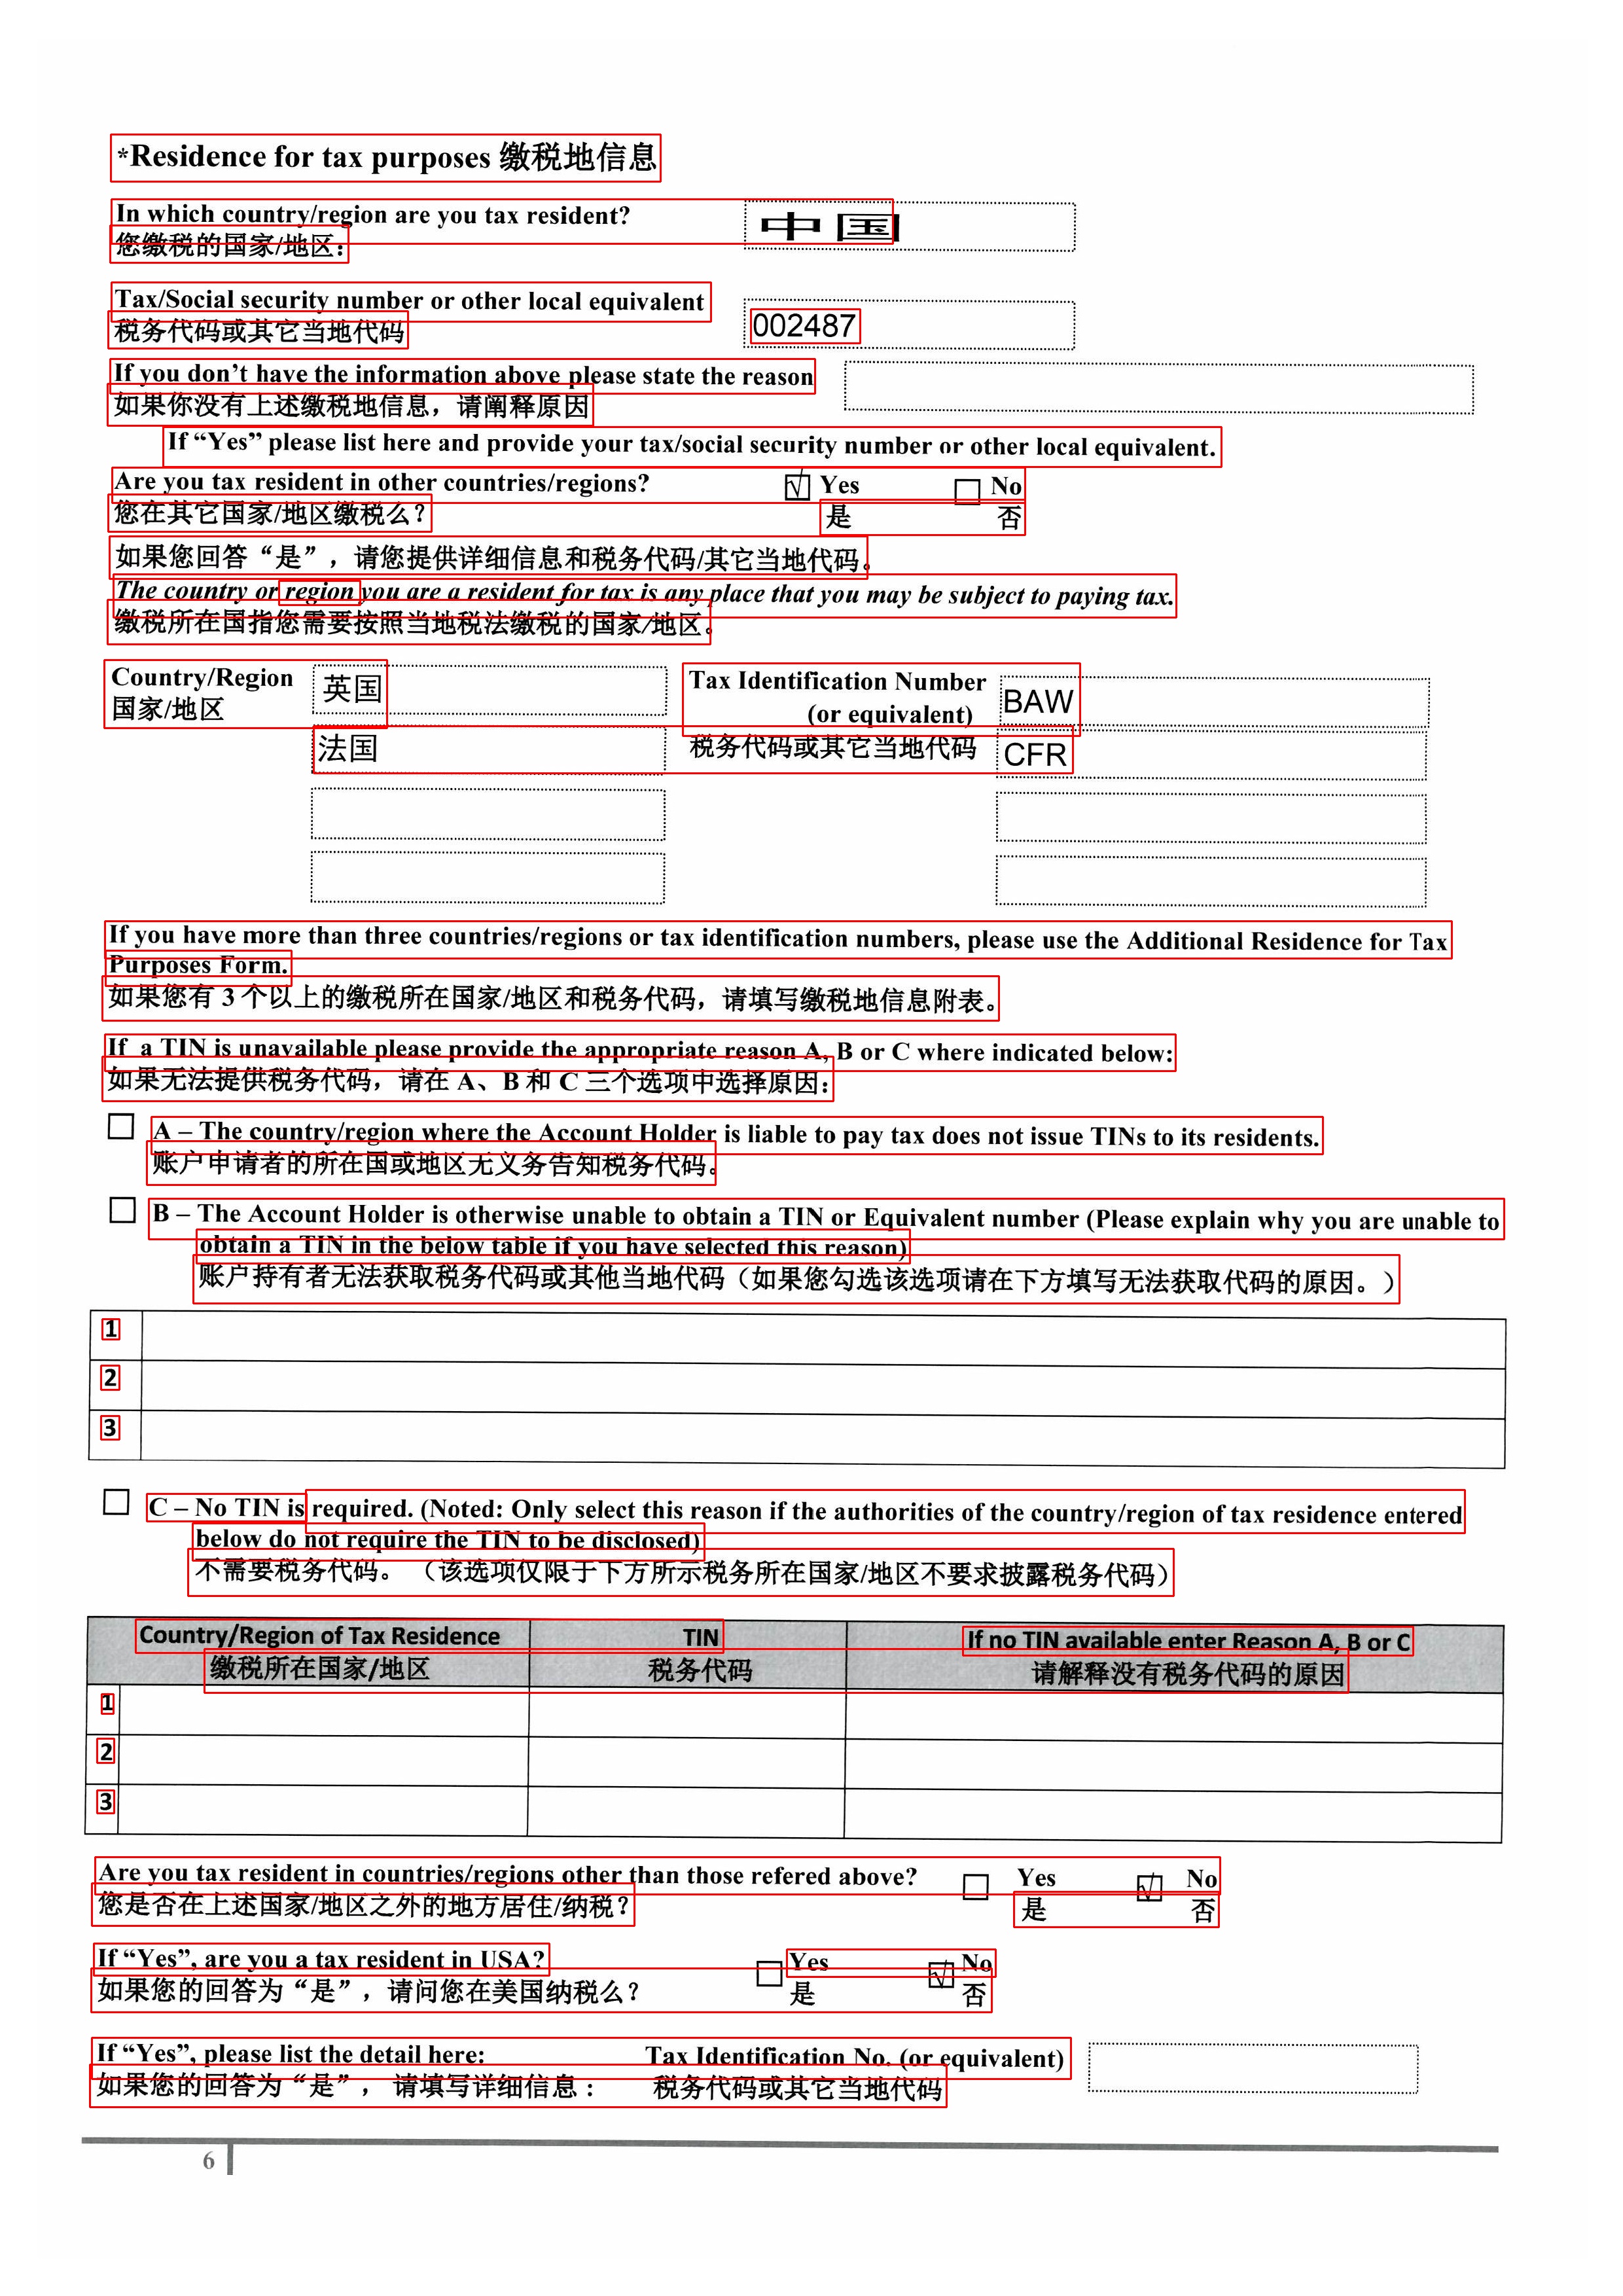 *Residence for tax purposes 缴税地信息
In which country/region are you tax resident? 中国
您缴税的国家/地区：
Tax/Social security number or other local equivalent
税务代码或其它当地代码 002487
If you don't have the information above please state the reason
如果你没有上述缴税地信息，请阐释原因
If “Yes” please list here and provide your tax/social security number or other local equivalent.
Are you tax resident in other countries/regions? √ Yes No
您在其它国家/地区缴税么？ 是 否
如果您回答“是”，请您提供详细信息和税务代码/其它当地代码。
The country or region you are a resident for tax is any place that you may be subject to paying tax.
缴税所在国指您需要按照当地税法缴税的国家/地区。
Country/Region 英国 Tax Identification Number BAW
国家/地区 (or equivalent)
法国 税务代码或其它当地代码 CFR
If you have more than three countries/regions or tax identification numbers, please use the Additional Residence for Tax
Purposes Form.
如果您有 3 个以上的缴税所在国家/地区和税务代码，请填写缴税地信息附表。
If a TIN is unavailable please provide the appropriate reason A, B or C where indicated below:
如果无法提供税务代码，请在 A、B 和 C 三个选项中选择原因：
A – The country/region where the Account Holder is liable to pay tax does not issue TINs to its residents.
账户申请者的所在国或地区无义务告知税务代码。
B – The Account Holder is otherwise unable to obtain a TIN or Equivalent number (Please explain why you are unable to
obtain a TIN in the below table if you have selected this reason)
账户持有者无法获取税务代码或其他当地代码（如果您勾选该选项请在下方填写无法获取代码的原因。）
1
2
3
C – No TIN is required. (Noted: Only select this reason if the authorities of the country/region of tax residence entered
below do not require the TIN to be disclosed)
不需要税务代码。（该选项仅限于下方所示税务所在国家/地区不要求披露税务代码）
Country/Region of Tax Residence TIN If no TIN available enter Reason A, B or C
缴税所在国家/地区 税务代码 请解释没有税务代码的原因
1
2
3
Are you tax resident in countries/regions other than those refered above? Yes √ No
您是否在上述国家/地区之外的地方居住/纳税？ 是 否
If “Yes”, are you a tax resident in USA? Yes √ No
如果您的回答为“是”，请问您在美国纳税么？ 是 否
If “Yes”, please list the detail here: Tax Identification No. (or equivalent)
如果您的回答为“是”，请填写详细信息： 税务代码或其它当地代码
6